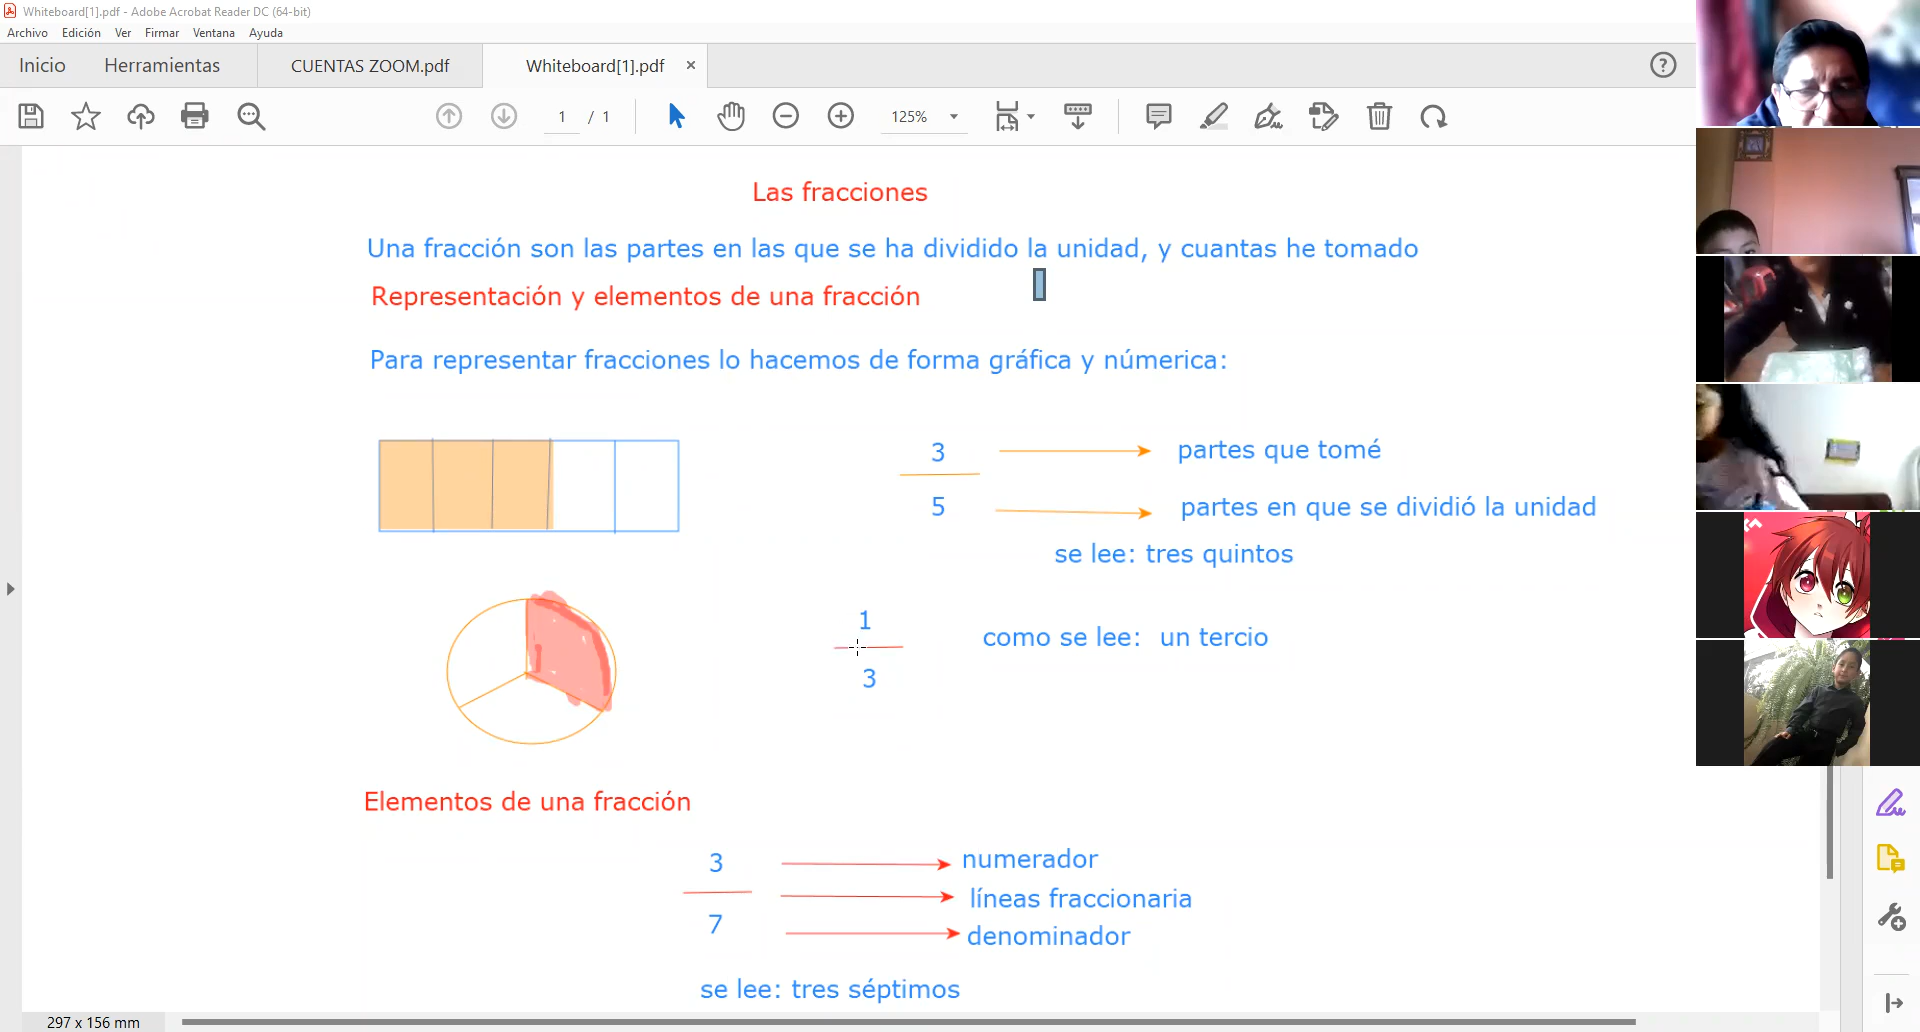 Whiteboard[1].pdf - Adobe Acrobat Reader DC (64-bit)
Archivo Edición Ver Firmar Ventana Ayuda
Inicio Herramientas CUENTAS ZOOM.pdf Whiteboard[1].pdf ×
1 / 1 125%
Las fracciones
Una fracción son las partes en las que se ha dividido la unidad, y cuantas he tomado
Representación y elementos de una fracción
Para representar fracciones lo hacemos de forma gráfica y númerica:
3 partes que tomé
5 partes en que se dividió la unidad
se lee: tres quintos
1
como se lee: un tercio
3
Elementos de una fracción
3 numerador
líneas fraccionaria
7 denominador
se lee: tres séptimos
297 x 156 mm